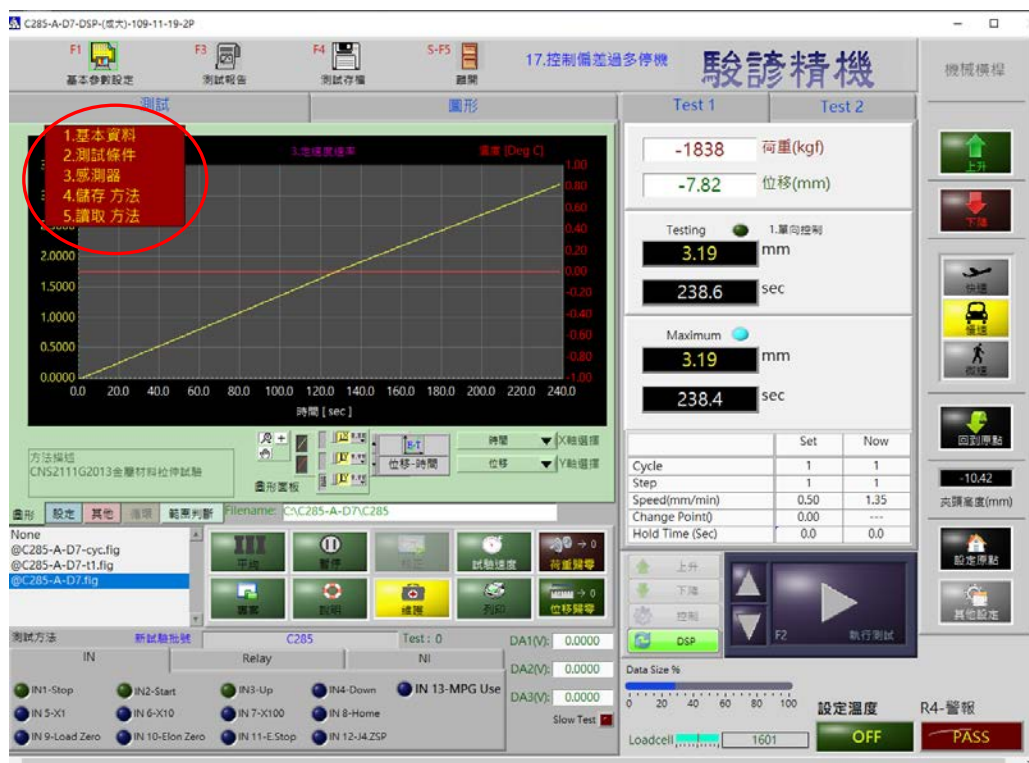 C285-A-D7-DSP-(成大)-109-11-19-2P
F1
基本參數設定
F3
測試報告
F4
測試存檔
S-F5
離開
17.控制偏差過多停機
駿諺精機
機械橫桿
測試
圖形
Test 1
Test 2
1.基本資料
2.測試條件
3.感測器
4.儲存 方法
5.讀取 方法
溫度 [Deg C]
1.00
0.80
0.60
0.40
0.20
0.00
-0.20
-0.40
-0.60
-0.80
-1.00
2.0000
1.5000
1.0000
0.5000
0.0000
0.0 20.0 40.0 60.0 80.0 100.0 120.0 140.0 160.0 180.0 200.0 220.0 240.0
時間 [ sec ]
-1838 荷重(kgf)
-7.82 位移(mm)
Testing 1.單向控制
3.19 mm
238.6 sec
Maximum
3.19 mm
238.4 sec
Set Now
Cycle 1 1
Step 1 1
Speed(mm/min) 0.50 1.35
Change Point() 0.00 ---
Hold Time (Sec) 0.0 0.0
上升
下降
快速
慢速
微速
回到原點
-10.42
夾頭高度(mm)
設定原點
其他設定
方法描述
CNS2111G2013金屬材料拉伸試驗
圖形面板
E-T
位移-時間
時間 X軸選擇
位移 Y軸選擇
圖形 設定 其他 循環 範票判斷 Filename: C:\C285-A-D7\C285
None
@C285-A-D7-cyc.fig
@C285-A-D7-t1.fig
@C285-A-D7.fig
平均
暫停
校正
試驗速度
→ 0
荷重歸零
專案
說明
維護
列印
→ 0
位移歸零
上升
下降
控制
DSP
F2 執行測試
測試方法 新試驗批號 C285 Test : 0
IN Relay NI
IN1-Stop IN2-Start IN3-Up IN4-Down IN 13-MPG Use
IN 5-X1 IN 6-X10 IN 7-X100 IN 8-Home
IN 9-Load Zero IN 10-Elon Zero IN 11-E.Stop IN 12-J4.ZSP
DA1(V): 0.0000
DA2(V): 0.0000
DA3(V): 0.0000
Slow Test
Data Size %
0 20 40 60 80 100
Loadcell 1601
設定溫度
OFF
R4-警報
PASS